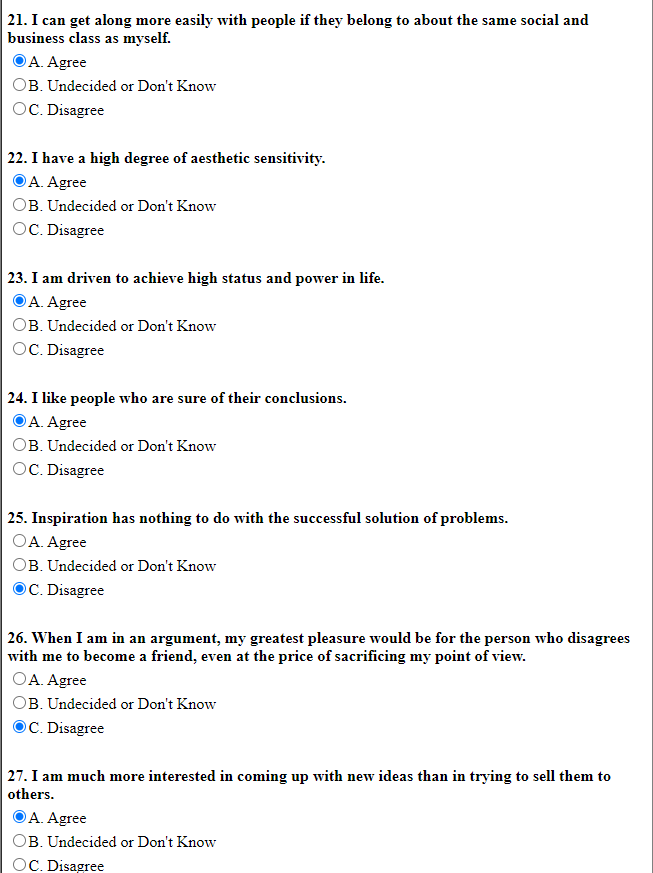 21. I can get along more easily with people if they belong to about the same social and
business class as myself.
A. Agree
B. Undecided or Don't Know
C. Disagree
22. I have a high degree of aesthetic sensitivity.
A. Agree
B. Undecided or Don't Know
C. Disagree
23. I am driven to achieve high status and power in life.
A. Agree
B. Undecided or Don't Know
C. Disagree
24. I like people who are sure of their conclusions.
A. Agree
B. Undecided or Don't Know
C. Disagree
25. Inspiration has nothing to do with the successful solution of problems.
A. Agree
B. Undecided or Don't Know
C. Disagree
26. When I am in an argument, my greatest pleasure would be for the person who disagrees
with me to become a friend, even at the price of sacrificing my point of view.
A. Agree
B. Undecided or Don't Know
C. Disagree
27. I am much more interested in coming up with new ideas than in trying to sell them to
others.
A. Agree
B. Undecided or Don't Know
C. Disagree